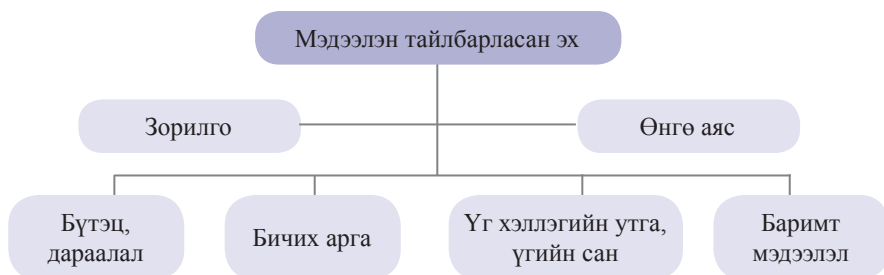 Мэдээлэн тайлбарласан эх
Зорилго
Өнгө аяс
Бүтэц,
дараалал
Бичих арга
Үг хэллэгийн утга,
үгийн сан
Баримт
мэдээлэл